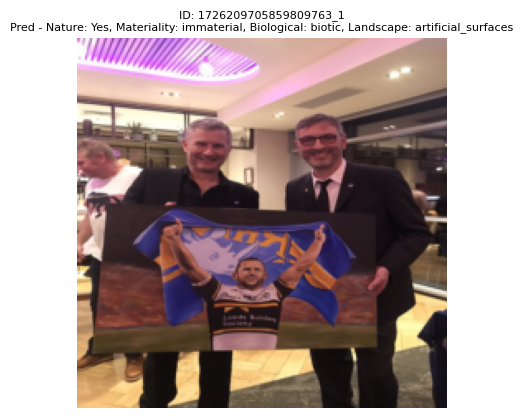 ID: 1726209705859809763_1
Pred - Nature: Yes, Materiality: immaterial, Biological: biotic, Landscape: artificial_surfaces
Leeds Building
Society